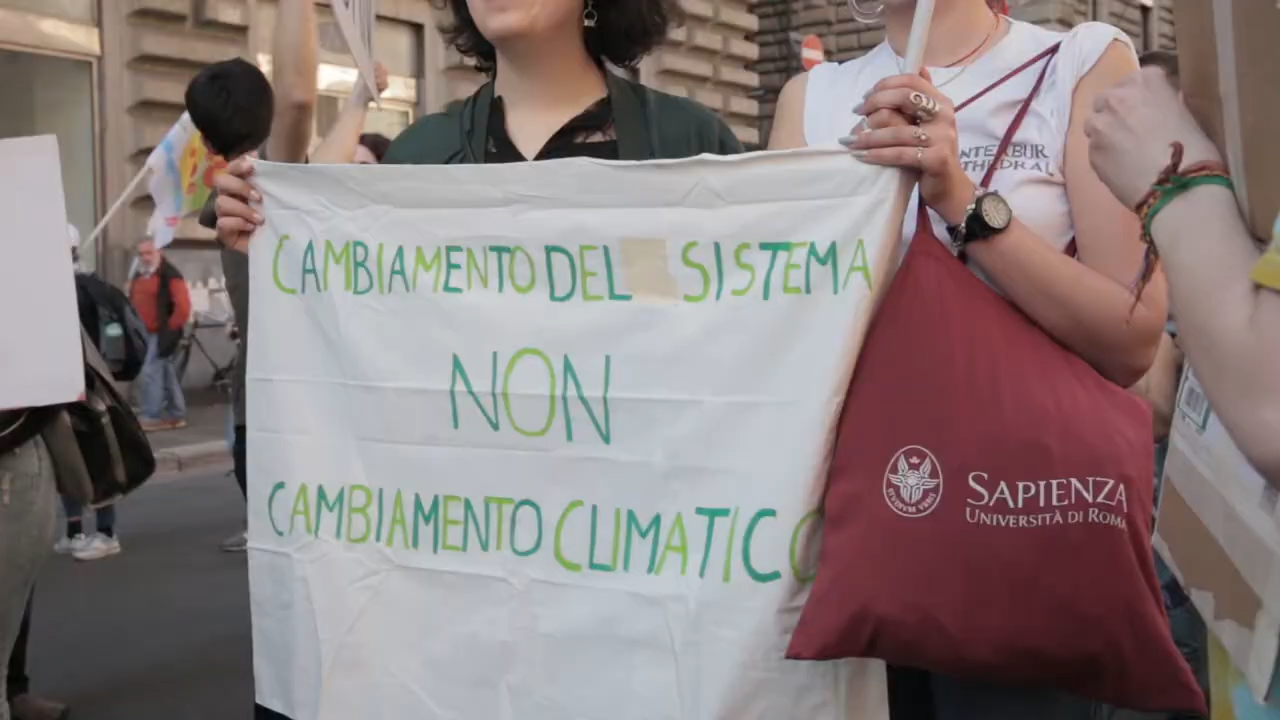 CAMBIAMENTO DEL SISTEMA
NON
CAMBIAMENTO CLIMATICO
SAPIENZA
UNIVERSITÀ DI ROMA